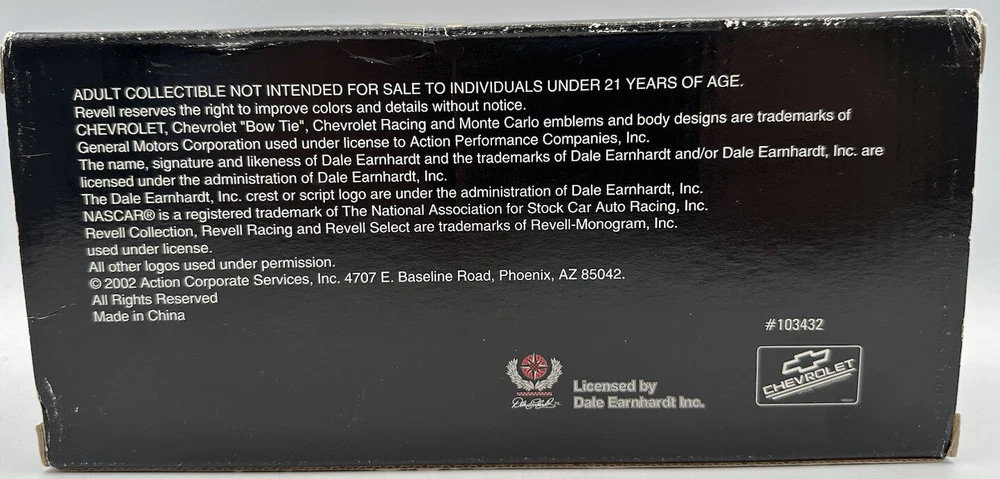 ADULT COLLECTIBLE NOT INTENDED FOR SALE TO INDIVIDUALS UNDER 21 YEARS OF AGE.
Revell reserves the right to improve colors and details without notice.
CHEVROLET, Chevrolet "Bow Tie", Chevrolet Racing and Monte Carlo emblems and body designs are trademarks of
General Motors Corporation used under license to Action Performance Companies, Inc.
The name, signature and likeness of Dale Earnhardt and the trademarks of Dale Earnhardt and/or Dale Earnhardt, Inc. are
licensed under the administration of Dale Earnhardt, Inc.
The Dale Earnhardt, Inc. crest or script logo are under the administration of Dale Earnhardt, Inc.
NASCAR® is a registered trademark of The National Association for Stock Car Auto Racing, Inc.
Revell Collection, Revell Racing and Revell Select are trademarks of Revell-Monogram, Inc.
used under license.
All other logos used under permission.
© 2002 Action Corporate Services, Inc. 4707 E. Baseline Road, Phoenix, AZ 85042.
All Rights Reserved
Made in China
#103432
CHEVROLET
Licensed by
Dale Earnhardt Inc.